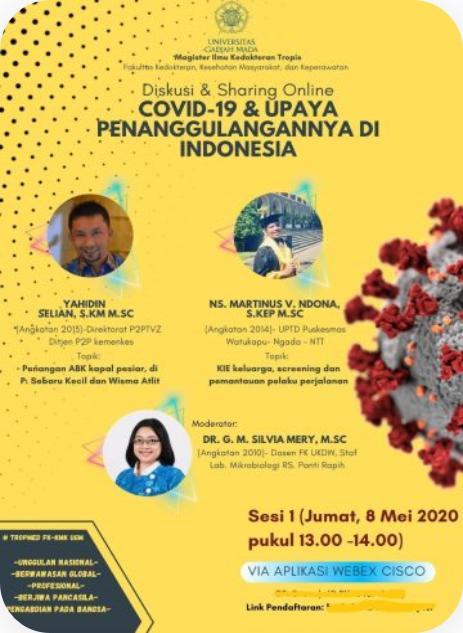 UNIVERSITAS
GADJAH MADA
Magister Ilmu Kedokteran Tropis
Fakultas Kedokteran, Kesehatan Masyarakat, dan Keperawatan
Diskusi & Sharing Online
COVID-19 & UPAYA
PENANGGULANGANNYA DI
INDONESIA
YAHIDIN
SELIAN, S.KM M.SC
(Angkatan 2015)-Direktorat P2PTVZ
Ditjen P2P kemenkes
Topik:
Penangan ABK kapal pesiar, di
P: Sebaru Kecil dan Wisma Atlit
NS. MARTINUS V. NDONA,
S.KEP M.SC
(Angkatan 2014)- UPTD Puskesmas
Watukapu- Ngada - NTT
Topik:
KIE keluarga, screening dan
pemantauan pelaku perjalanan
Moderator:
DR. G. M. SILVIA MERY, M.SC
(Angkatan 2010)- Dosen FK UKDW, Staf
Lab. Mikrobiologi RS. Panti Rapih
Sesi 1 (Jumat, 8 Mei 2020
pukul 13.00 -14.00)
VIA APLIKASI WEBEX CISCO
Link Pendaftaran:
# TROPMED FK-KMK UGM
-UNGGULAN NASIONAL-
-BERWAWASAN GLOBAL-
-PROFESIONAL-
-BERJIWA PANCASILA-
PENGABDIAN PADA BANGSA-